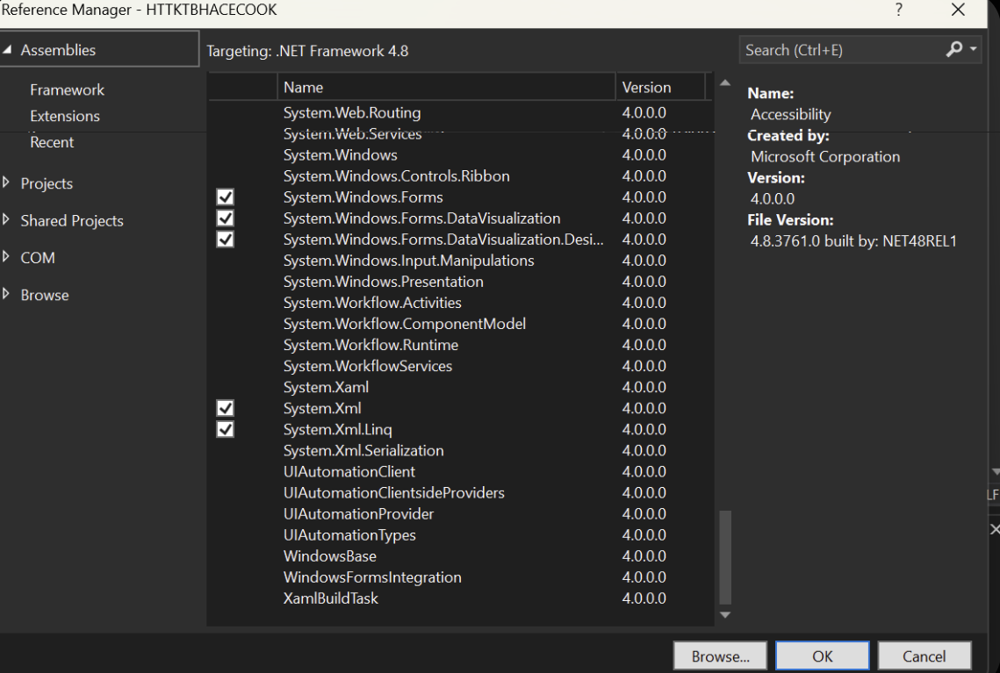 Reference Manager - HTTKTBHACECOOK
?
Assemblies
Framework
Extensions
Recent
Projects
Shared Projects
COM
Browse
Targeting: .NET Framework 4.8
Search (Ctrl+E)
Name Version
System.Web.Routing 4.0.0.0
System.Web.Services 4.0.0.0
System.Windows 4.0.0.0
System.Windows.Controls.Ribbon 4.0.0.0
System.Windows.Forms 4.0.0.0
System.Windows.Forms.DataVisualization 4.0.0.0
System.Windows.Forms.DataVisualization.Desi... 4.0.0.0
System.Windows.Input.Manipulations 4.0.0.0
System.Windows.Presentation 4.0.0.0
System.Workflow.Activities 4.0.0.0
System.Workflow.ComponentModel 4.0.0.0
System.Workflow.Runtime 4.0.0.0
System.WorkflowServices 4.0.0.0
System.Xaml 4.0.0.0
System.Xml 4.0.0.0
System.Xml.Linq 4.0.0.0
System.Xml.Serialization 4.0.0.0
UIAutomationClient 4.0.0.0
UIAutomationClientsideProviders 4.0.0.0
UIAutomationProvider 4.0.0.0
UIAutomationTypes 4.0.0.0
WindowsBase 4.0.0.0
WindowsFormsIntegration 4.0.0.0
XamlBuildTask 4.0.0.0
Name:
Accessibility
Created by:
Microsoft Corporation
Version:
4.0.0.0
File Version:
4.8.3761.0 built by: NET48REL1
LF
Browse...
OK
Cancel